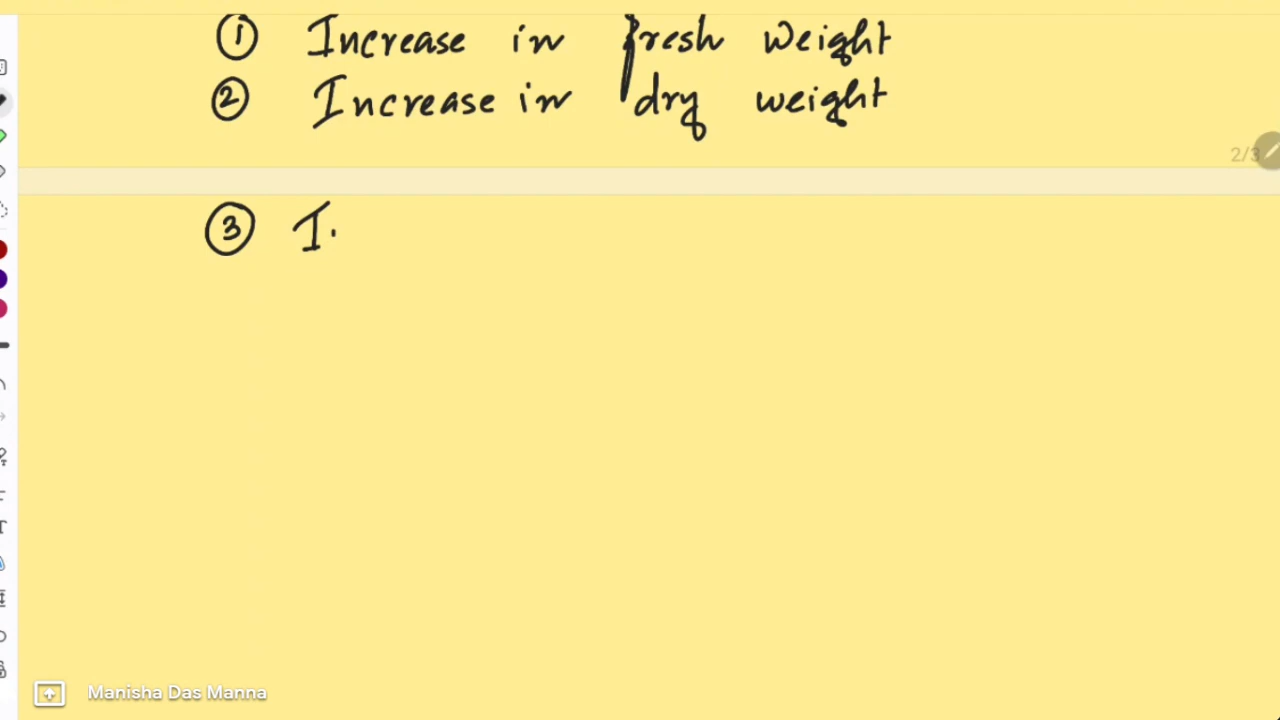 ① Increase in fresh weight
② Increase in dry weight
2/3
③ I
Manisha Das Manna